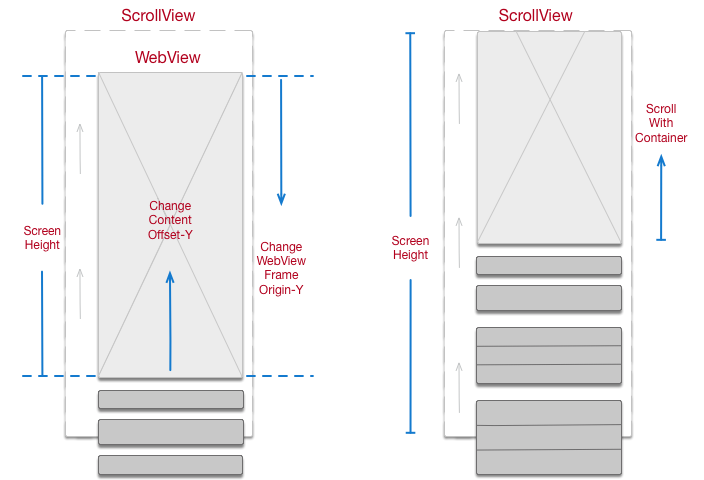 ScrollView
WebView
Screen
Height
Change
Content
Offset-Y
Change
WebView
Frame
Origin-Y
ScrollView
Screen
Height
Scroll
With
Container